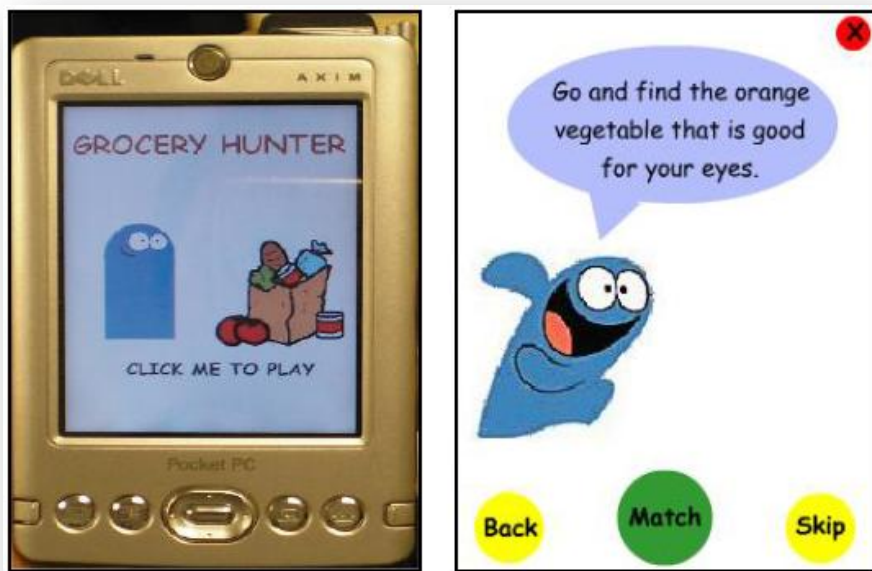 DELL AXIM
GROCERY HUNTER
CLICK ME TO PLAY
Pocket PC
X
Go and find the orange
vegetable that is good
for your eyes.
Back
Match
Skip